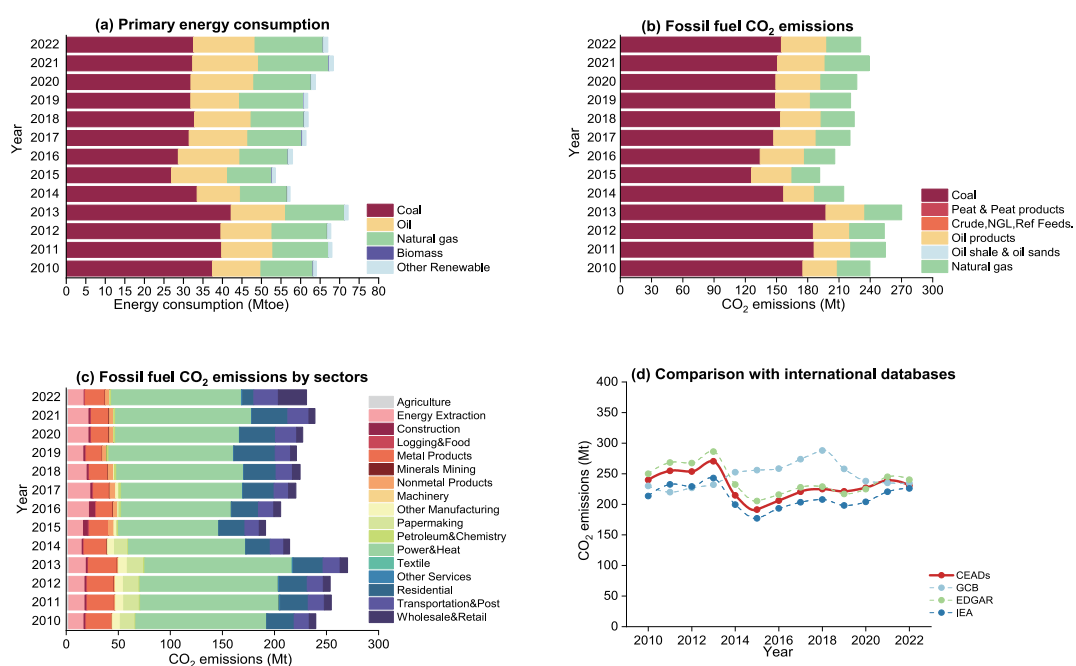 (a) Primary energy consumption
Year
2022
2021
2020
2019
2018
2017
2016
2015
2014
2013
2012
2011
2010
0 5 10 15 20 25 30 35 40 45 50 55 60 65 70 75 80
Energy consumption (Mtoe)
Coal
Oil
Natural gas
Biomass
Other Renewable
(b) Fossil fuel CO₂ emissions
Year
2022
2021
2020
2019
2018
2017
2016
2015
2014
2013
2012
2011
2010
0 30 60 90 120 150 180 210 240 270 300
CO₂ emissions (Mt)
Coal
Peat & Peat products
Crude,NGL,Ref Feeds.
Oil products
Oil shale & oil sands
Natural gas
(c) Fossil fuel CO₂ emissions by sectors
Year
2022
2021
2020
2019
2018
2017
2016
2015
2014
2013
2012
2011
2010
0 50 100 150 200 250 300
CO₂ emissions (Mt)
Agriculture
Energy Extraction
Construction
Logging&Food
Metal Products
Minerals Mining
Nonmetal Products
Machinery
Other Manufacturing
Papermaking
Petroleum&Chemistry
Power&Heat
Textile
Other Services
Residential
Transportation&Post
Wholesale&Retail
(d) Comparison with international databases
CO₂ emissions (Mt)
400
350
300
250
200
150
100
50
0
2010 2012 2014 2016 2018 2020 2022
Year
CEADs
GCB
EDGAR
IEA